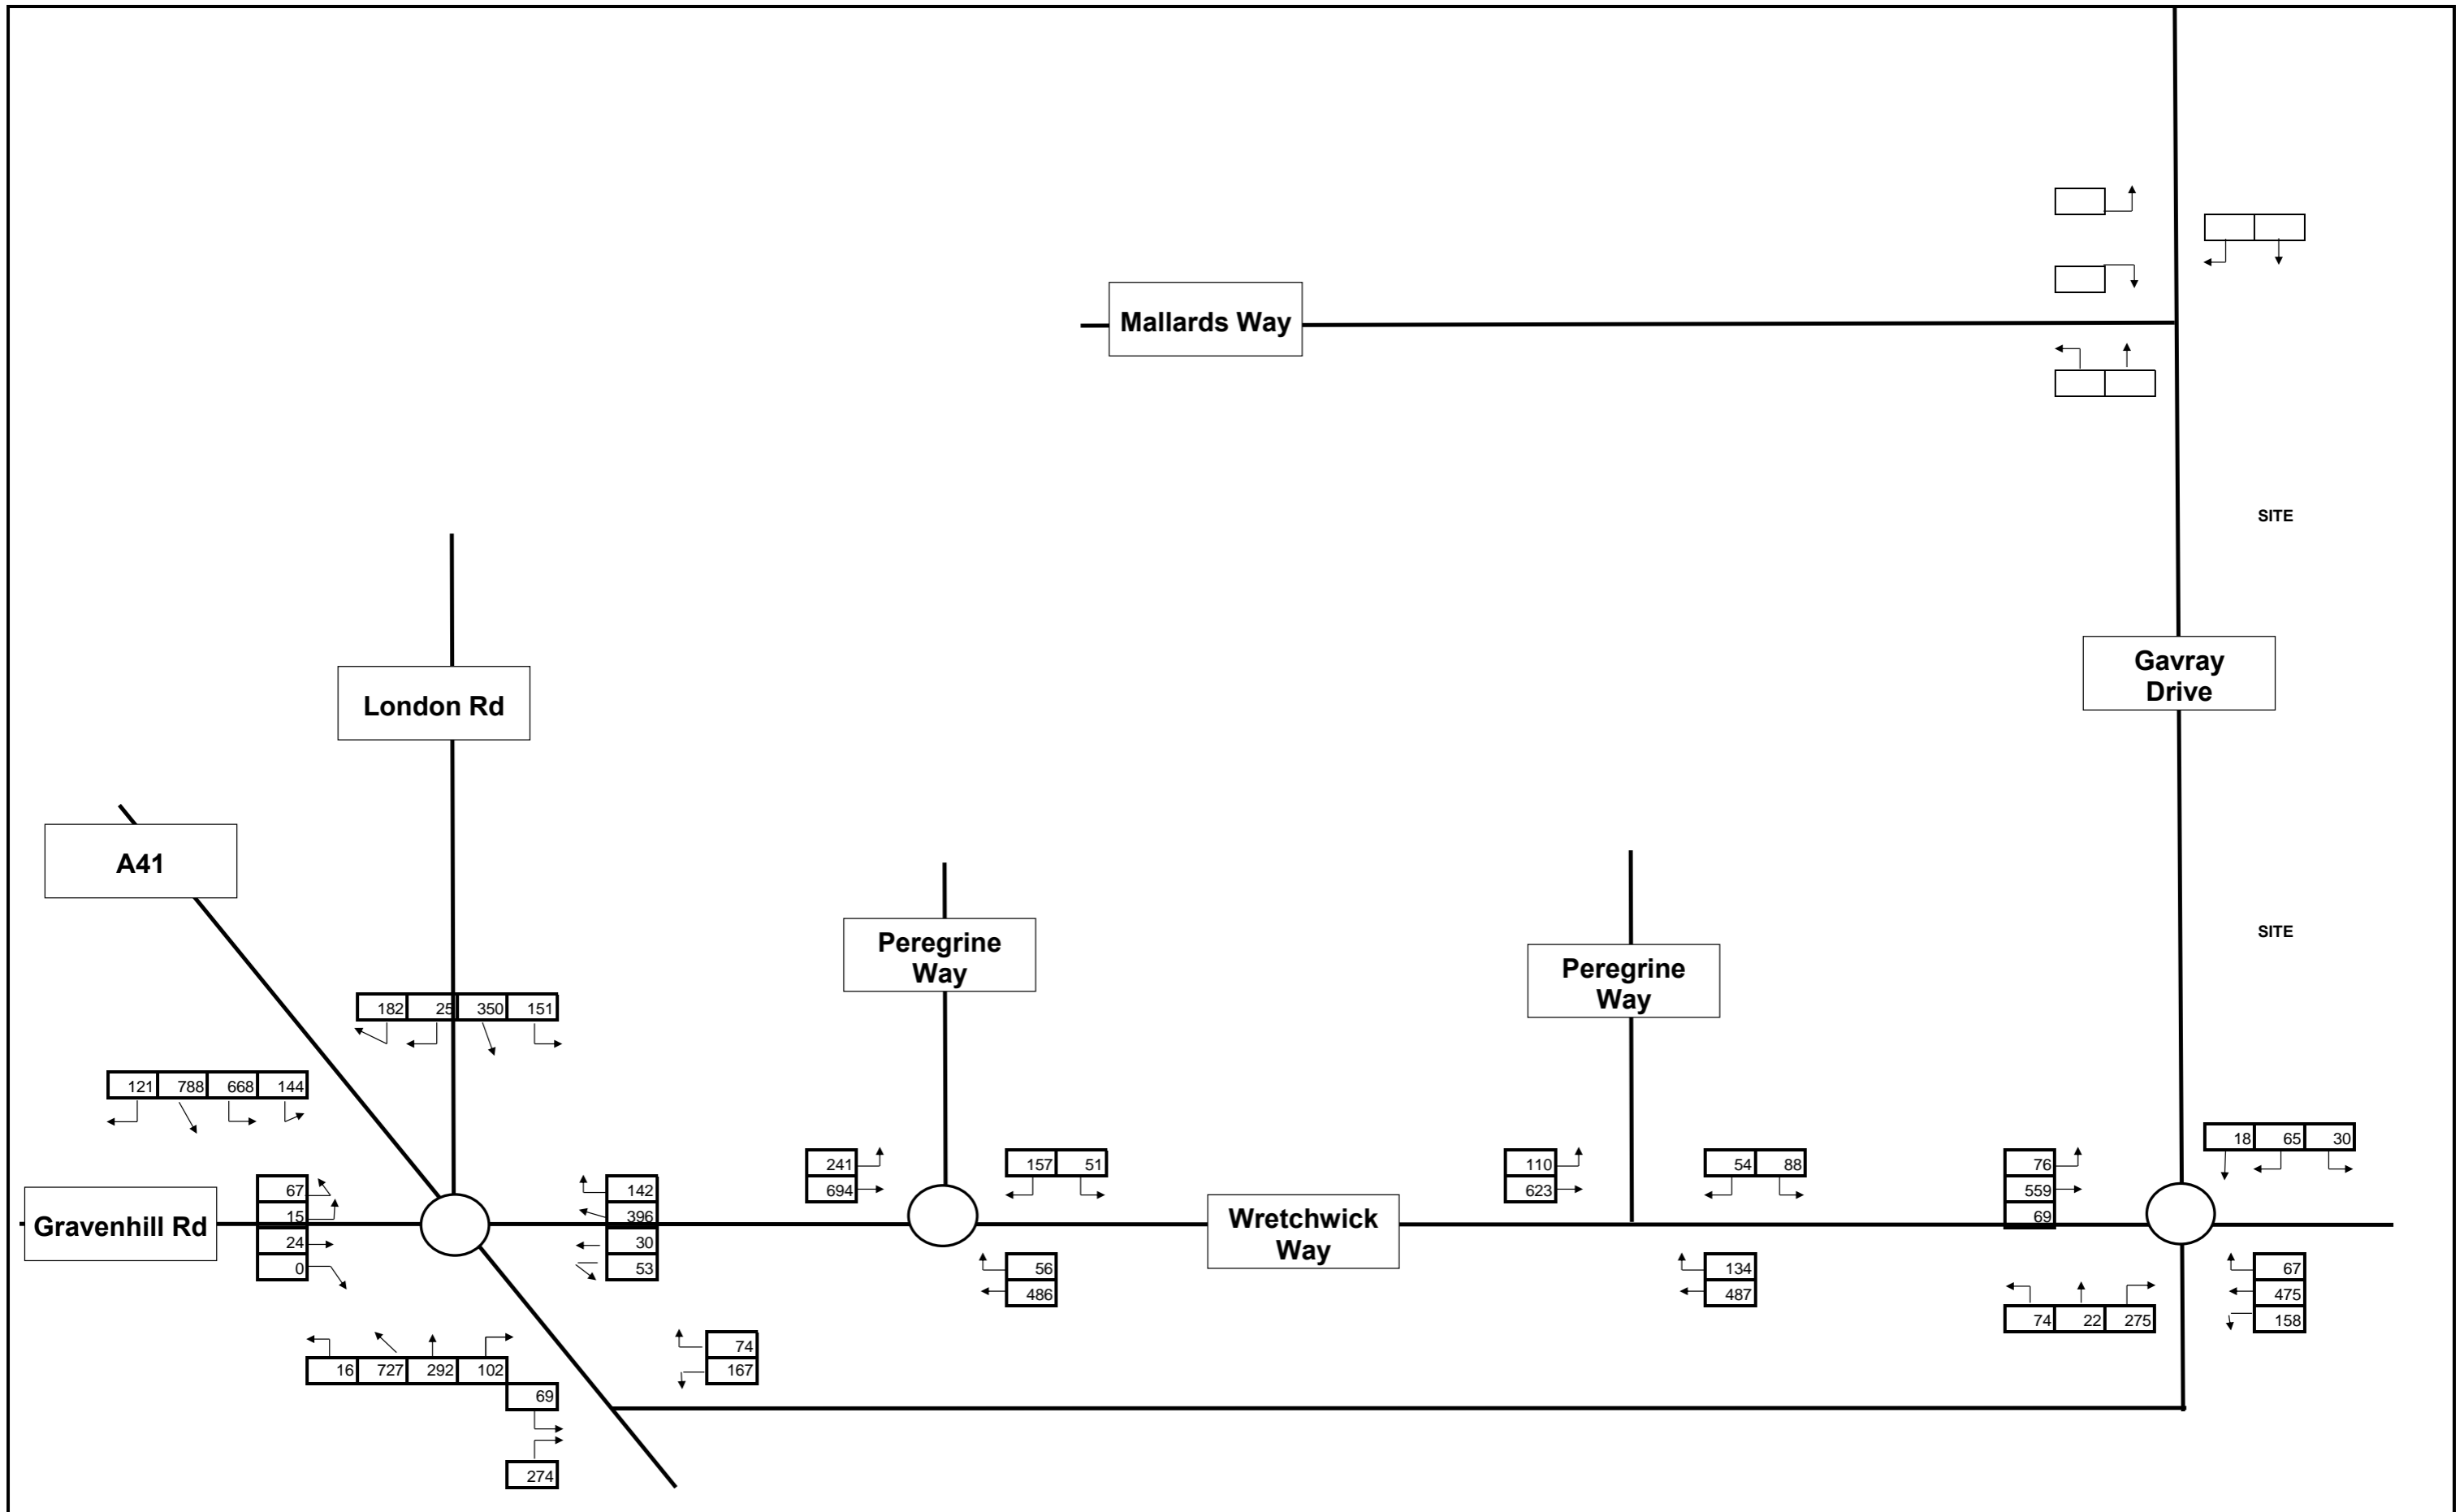 Mallards Way
SITE
Gavray
Drive
London Rd
A41
Peregrine
Way
SITE
Peregrine
Way
182 25 350 151
121 788 668 144
18 65 30
241
694
157 51
110
623
54 88
76
559
69
67
15
24
0
142
396
30
53
Gravenhill Rd
Wretchwick
Way
56
486
134
487
67
475
158
74 22 275
74
167
16 727 292 102
69
274